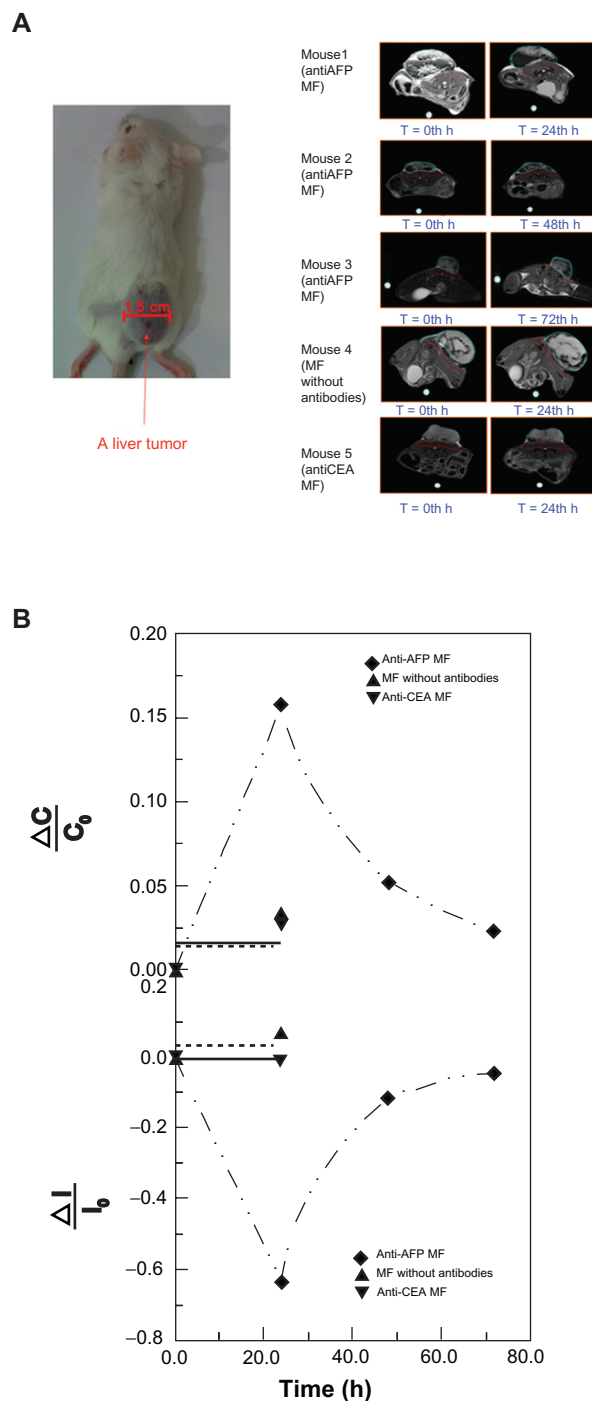 A
1.5 cm
A liver tumor
Mouse1
(antiAFP
MF)
T = 0th h
T = 24th h
Mouse 2
(antiAFP
MF)
T = 0th h
T = 48th h
Mouse 3
(antiAFP
MF)
T = 0th h
T = 72th h
Mouse 4
(MF
without
antibodies)
T = 0th h
T = 24th h
Mouse 5
(antiCEA
MF)
T = 0th h
T = 24th h
B
0.20
0.15
0.10
0.05
0.00
ΔC
C0
Anti-AFP MF
MF without antibodies
Anti-CEA MF
0.2
0.0
−0.2
−0.4
−0.6
−0.8
ΔI
I0
Anti-AFP MF
MF without antibodies
Anti-CEA MF
0.0
20.0
40.0
60.0
80.0
Time (h)